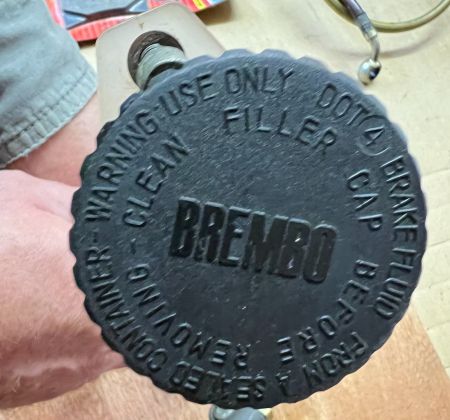 WARNING USE ONLY DOT 4 BRAKE FLUID FROM A SEALED CONTAINER -
CLEAN FILLER CAP BEFORE REMOVING -
BREMBO